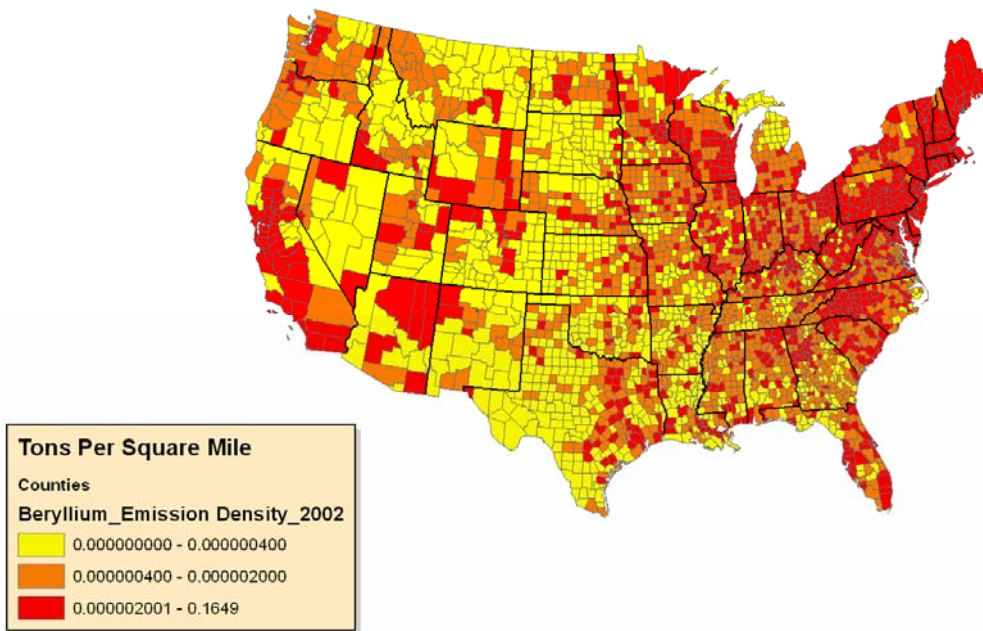 Tons Per Square Mile
Counties
Beryllium_Emission Density_2002
0.000000000 - 0.000000400
0.000000400 - 0.000002000
0.000002001 - 0.1649